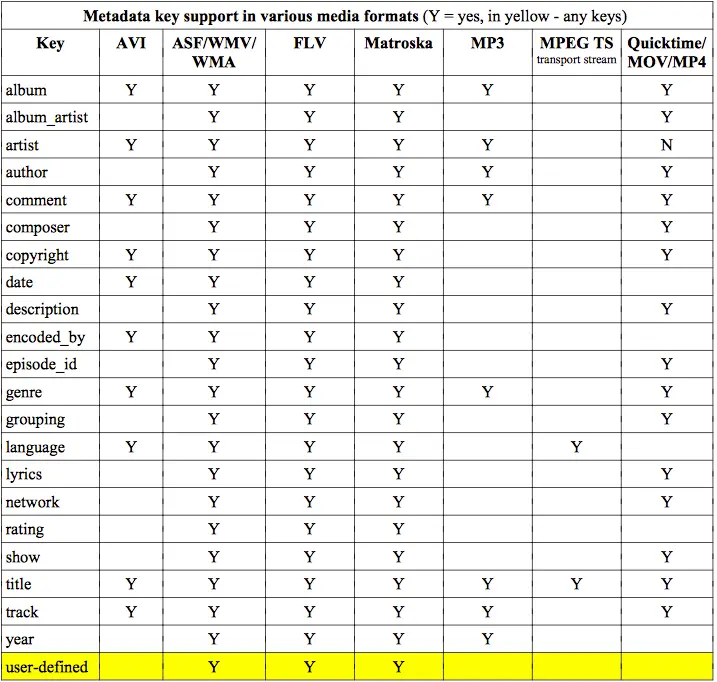 Metadata key support in various media formats (Y = yes, in yellow - any keys)
Key AVI ASF/WMV/ WMA FLV Matroska MP3 MPEG TS transport stream Quicktime/ MOV/MP4
album Y Y Y Y Y Y
album_artist Y Y Y Y
artist Y Y Y Y Y N
author Y Y Y Y Y
comment Y Y Y Y Y Y
composer Y Y Y Y
copyright Y Y Y Y Y
date Y Y Y Y
description Y Y Y Y
encoded_by Y Y Y Y
episode_id Y Y Y Y
genre Y Y Y Y Y Y
grouping Y Y Y Y
language Y Y Y Y Y
lyrics Y Y Y Y
network Y Y Y Y
rating Y Y Y
show Y Y Y Y
title Y Y Y Y Y Y Y
track Y Y Y Y Y Y
year Y Y Y Y
user-defined Y Y Y